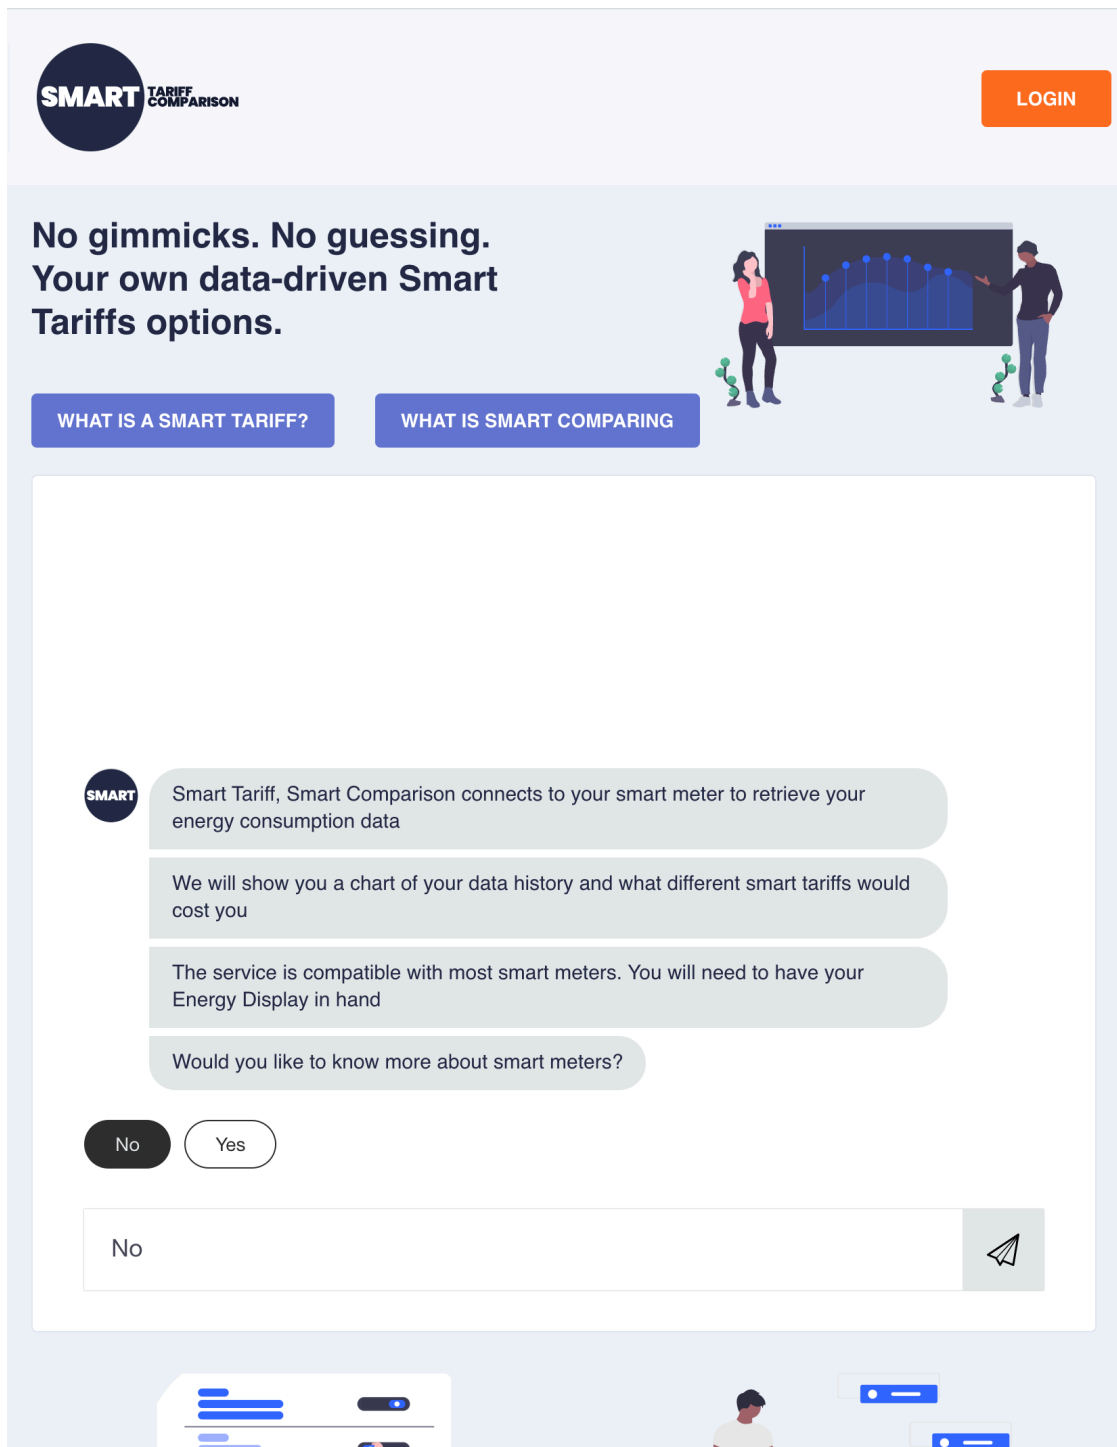 SMART TARIFF
COMPARISON
LOGIN
No gimmicks. No guessing.
Your own data-driven Smart
Tariffs options.
WHAT IS A SMART TARIFF?
WHAT IS SMART COMPARING
SMART
Smart Tariff, Smart Comparison connects to your smart meter to retrieve your
energy consumption data
We will show you a chart of your data history and what different smart tariffs would
cost you
The service is compatible with most smart meters. You will need to have your
Energy Display in hand
Would you like to know more about smart meters?
No
Yes
No